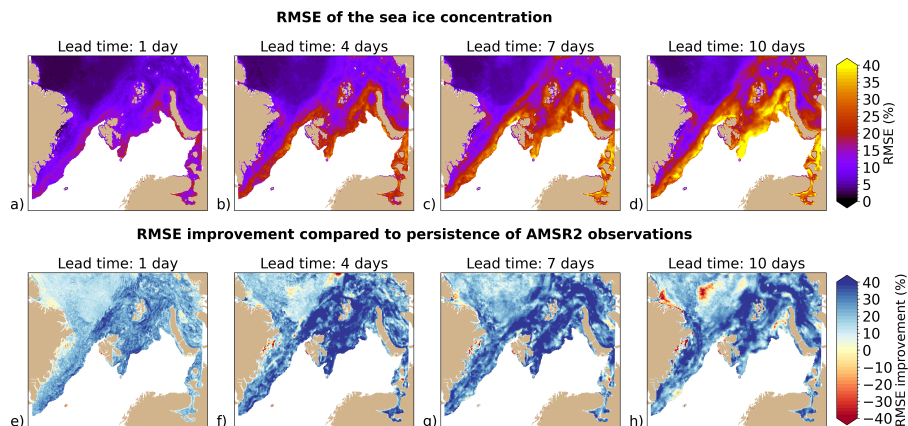 RMSE of the sea ice concentration
Lead time: 1 day
Lead time: 4 days
Lead time: 7 days
Lead time: 10 days
a)
b)
c)
d)
40
35
30
25
20
15
10
5
0
RMSE (%)
RMSE improvement compared to persistence of AMSR2 observations
Lead time: 1 day
Lead time: 4 days
Lead time: 7 days
Lead time: 10 days
e)
f)
g)
h)
40
30
20
10
0
−10
−20
−30
−40
RMSE improvement (%)